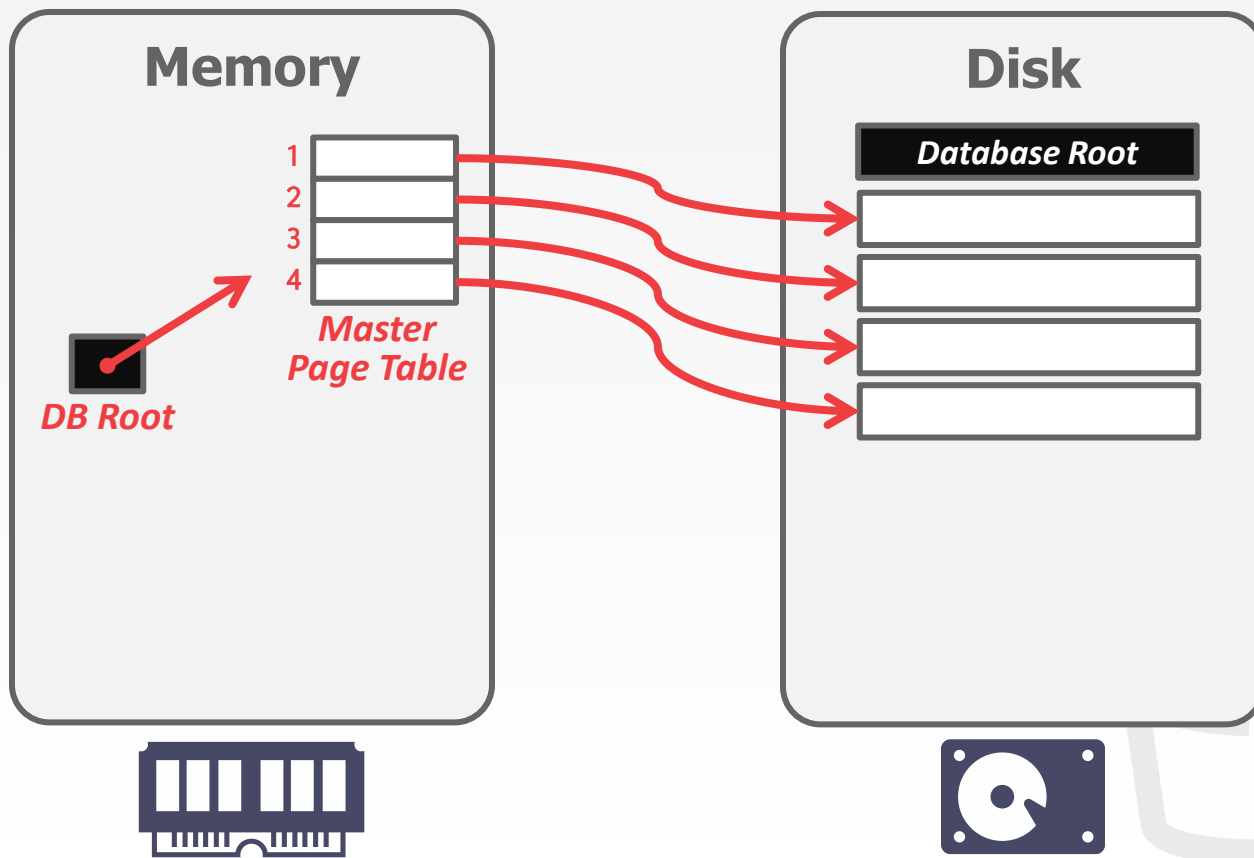 Memory
Disk
Database Root
1
2
3
4
Master
Page Table
DB Root